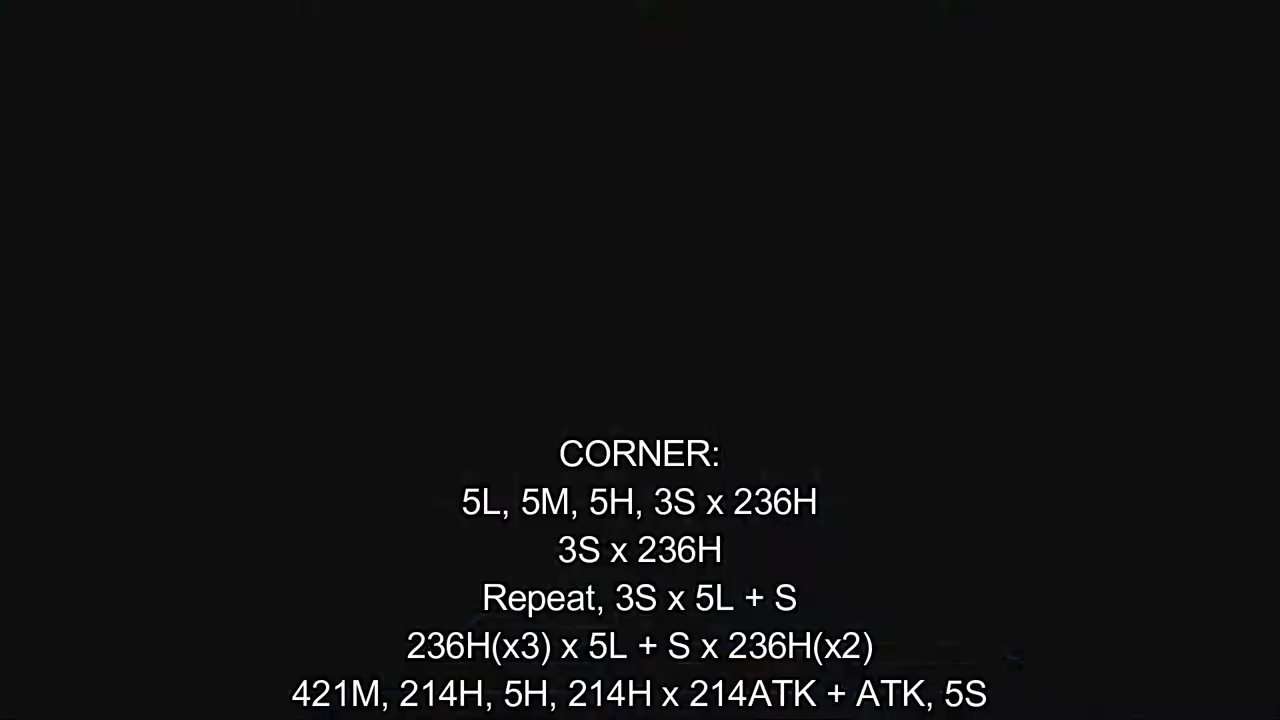 CORNER:
5L, 5M, 5H, 3S x 236H
3S x 236H
Repeat, 3S x 5L + S
236H(x3) x 5L + S x 236H(x2)
421M, 214H, 5H, 214H x 214ATK + ATK, 5S